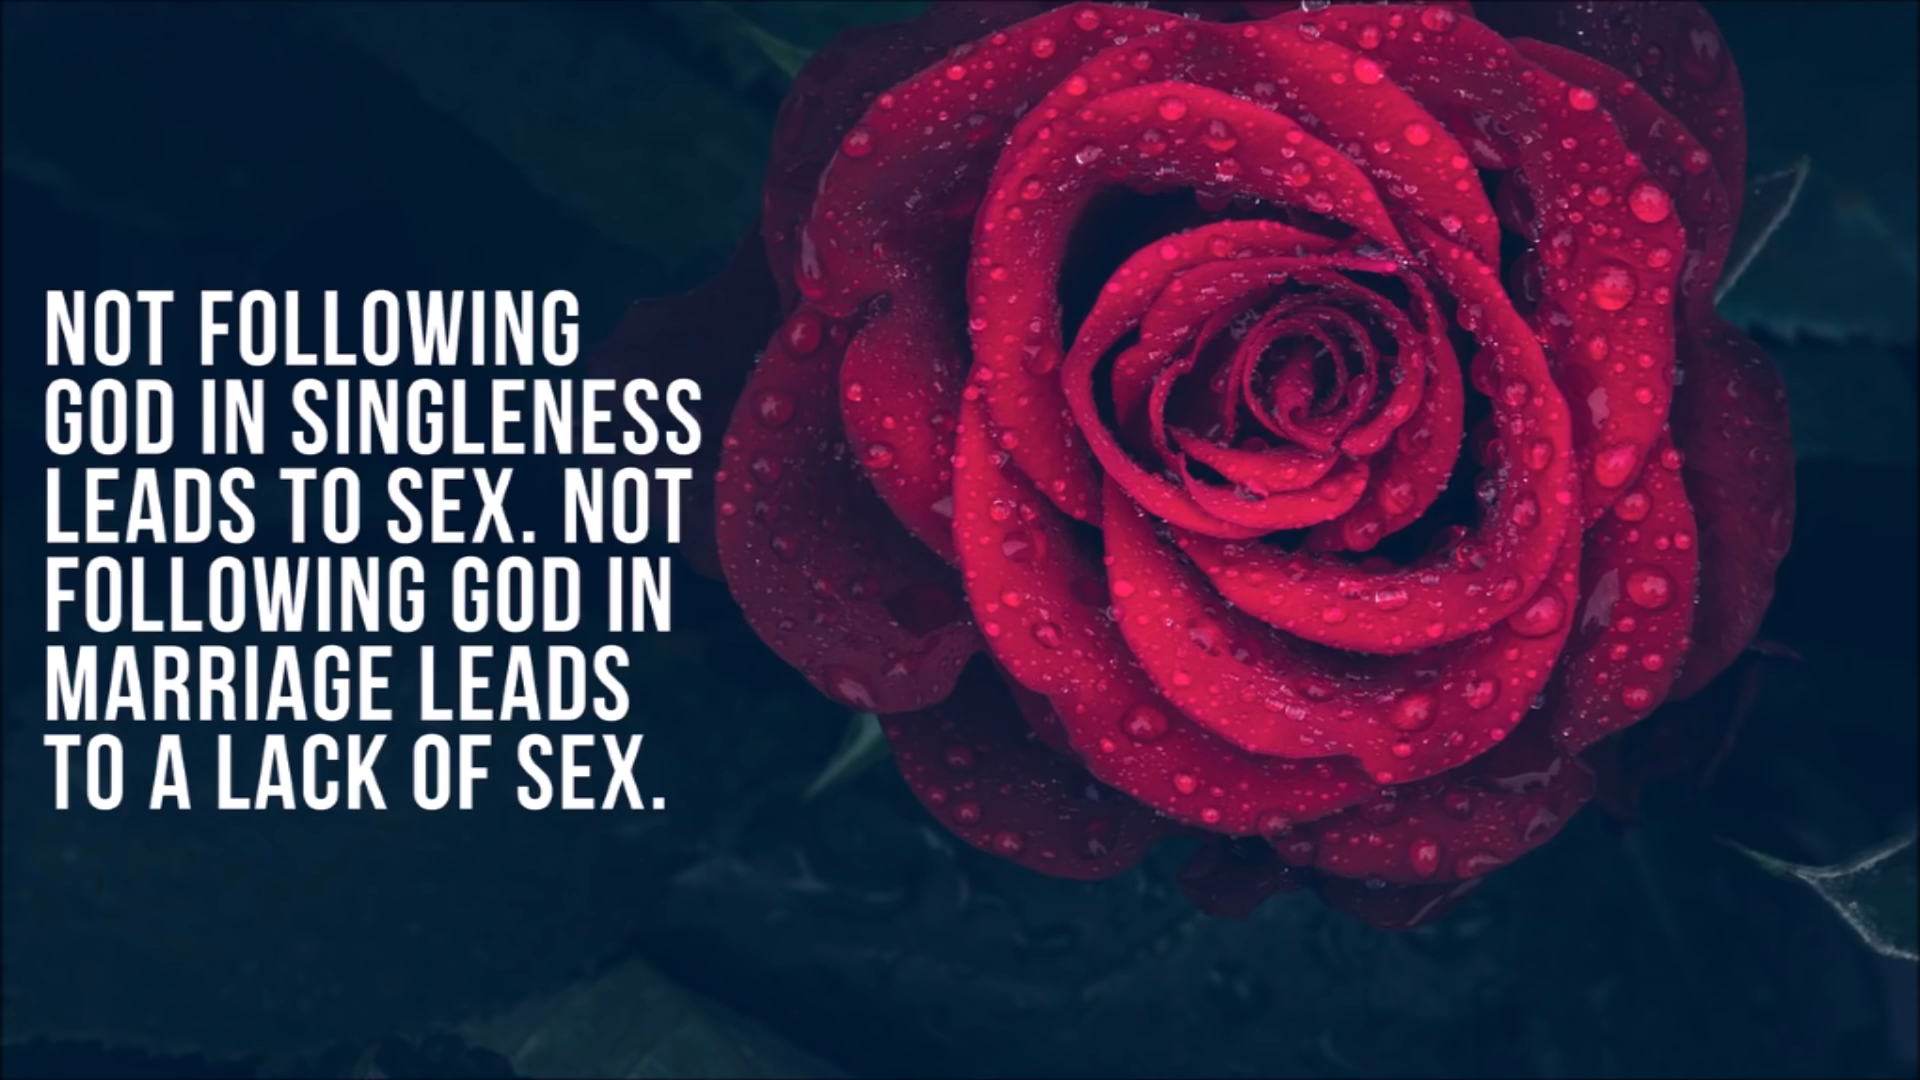 NOT FOLLOWING
GOD IN SINGLENESS
LEADS TO SEX. NOT
FOLLOWING GOD IN
MARRIAGE LEADS
TO A LACK OF SEX.